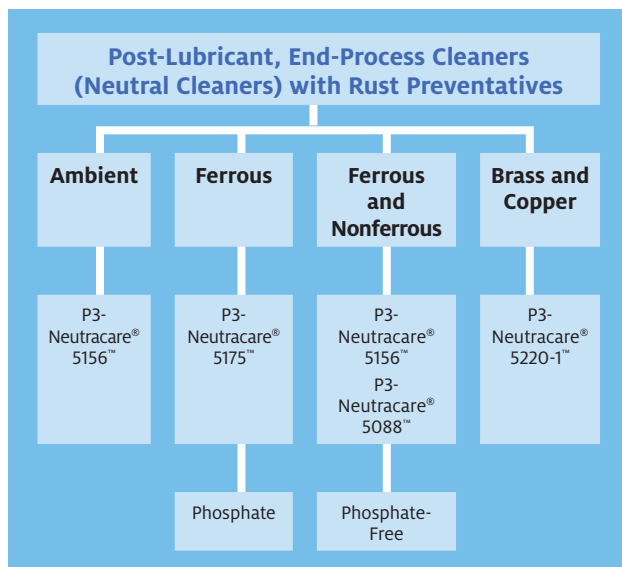 Post-Lubricant, End-Process Cleaners
(Neutral Cleaners) with Rust Preventatives
Ambient
Ferrous
Ferrous
and
Nonferrous
Brass and
Copper
P3-
Neutracare®
5156™
P3-
Neutracare®
5175™
P3-
Neutracare®
5156™
P3-
Neutracare®
5088™
P3-
Neutracare®
5220-1™
Phosphate
Phosphate-
Free